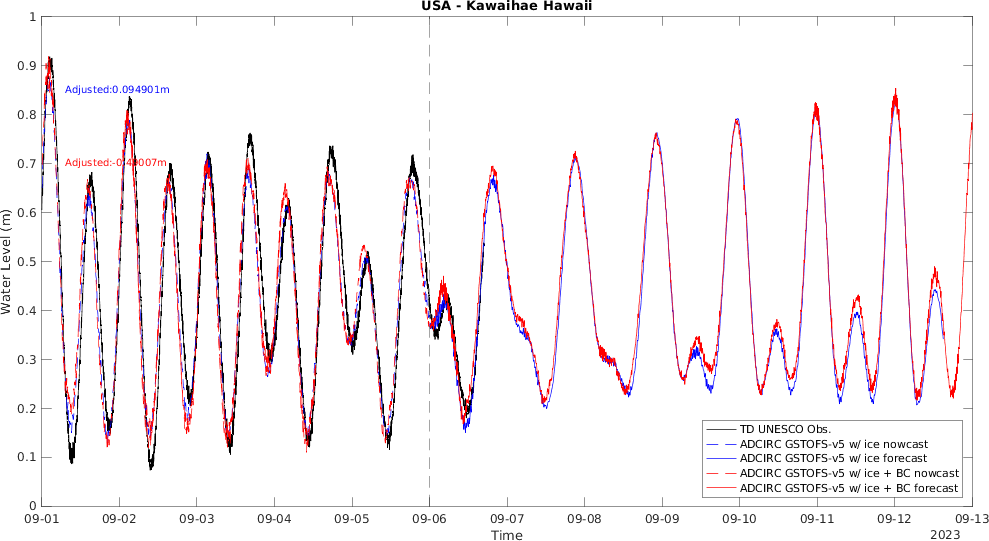 USA - Kawaihae Hawaii
1
0.9
0.8
0.7
0.6
0.5
0.4
0.3
0.2
0.1
0
Water Level (m)
Adjusted:0.094901m
TD UNESCO Obs.
ADCIRC GSTOFS-v5 w/ ice nowcast
ADCIRC GSTOFS-v5 w/ ice forecast
ADCIRC GSTOFS-v5 w/ ice + BC nowcast
ADCIRC GSTOFS-v5 w/ ice + BC forecast
09-01 09-02 09-03 09-04 09-05 09-06 09-07 09-08 09-09 09-10 09-11 09-12 09-13
Time
2023